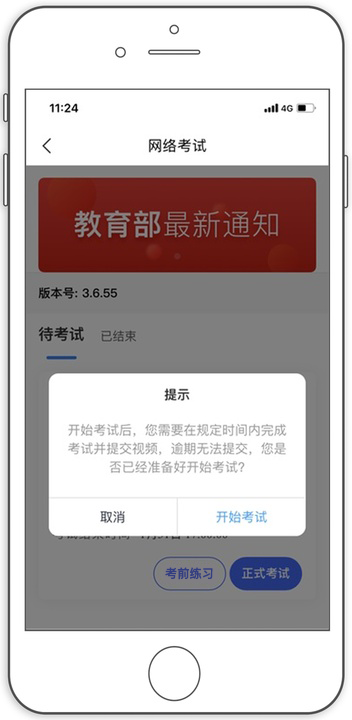 11:24
4G
网络考试
教育部最新通知
版本号: 3.6.55
待考试
已结束
提示
开始考试后，您需要在规定时间内完成
考试并提交视频，逾期无法提交，您是
否已经准备好开始考试?
取消
开始考试
考前练习
正式考试